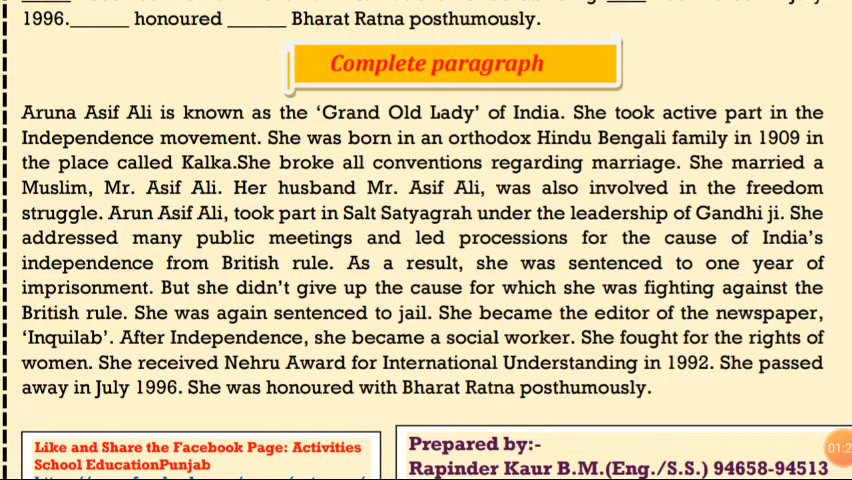 1996.______ honoured ______ Bharat Ratna posthumously.
Complete paragraph
Aruna Asif Ali is known as the ‘Grand Old Lady’ of India. She took active part in the
Independence movement. She was born in an orthodox Hindu Bengali family in 1909 in
the place called Kalka.She broke all conventions regarding marriage. She married a
Muslim, Mr. Asif Ali. Her husband Mr. Asif Ali, was also involved in the freedom
struggle. Arun Asif Ali, took part in Salt Satyagrah under the leadership of Gandhi ji. She
addressed many public meetings and led processions for the cause of India’s
independence from British rule. As a result, she was sentenced to one year of
imprisonment. But she didn’t give up the cause for which she was fighting against the
British rule. She was again sentenced to jail. She became the editor of the newspaper,
‘Inquilab’. After Independence, she became a social worker. She fought for the rights of
women. She received Nehru Award for International Understanding in 1992. She passed
away in July 1996. She was honoured with Bharat Ratna posthumously.
Like and Share the Facebook Page: Activities
School EducationPunjab
Prepared by:-
Rapinder Kaur B.M.(Eng./S.S.) 94658-94513
01:2